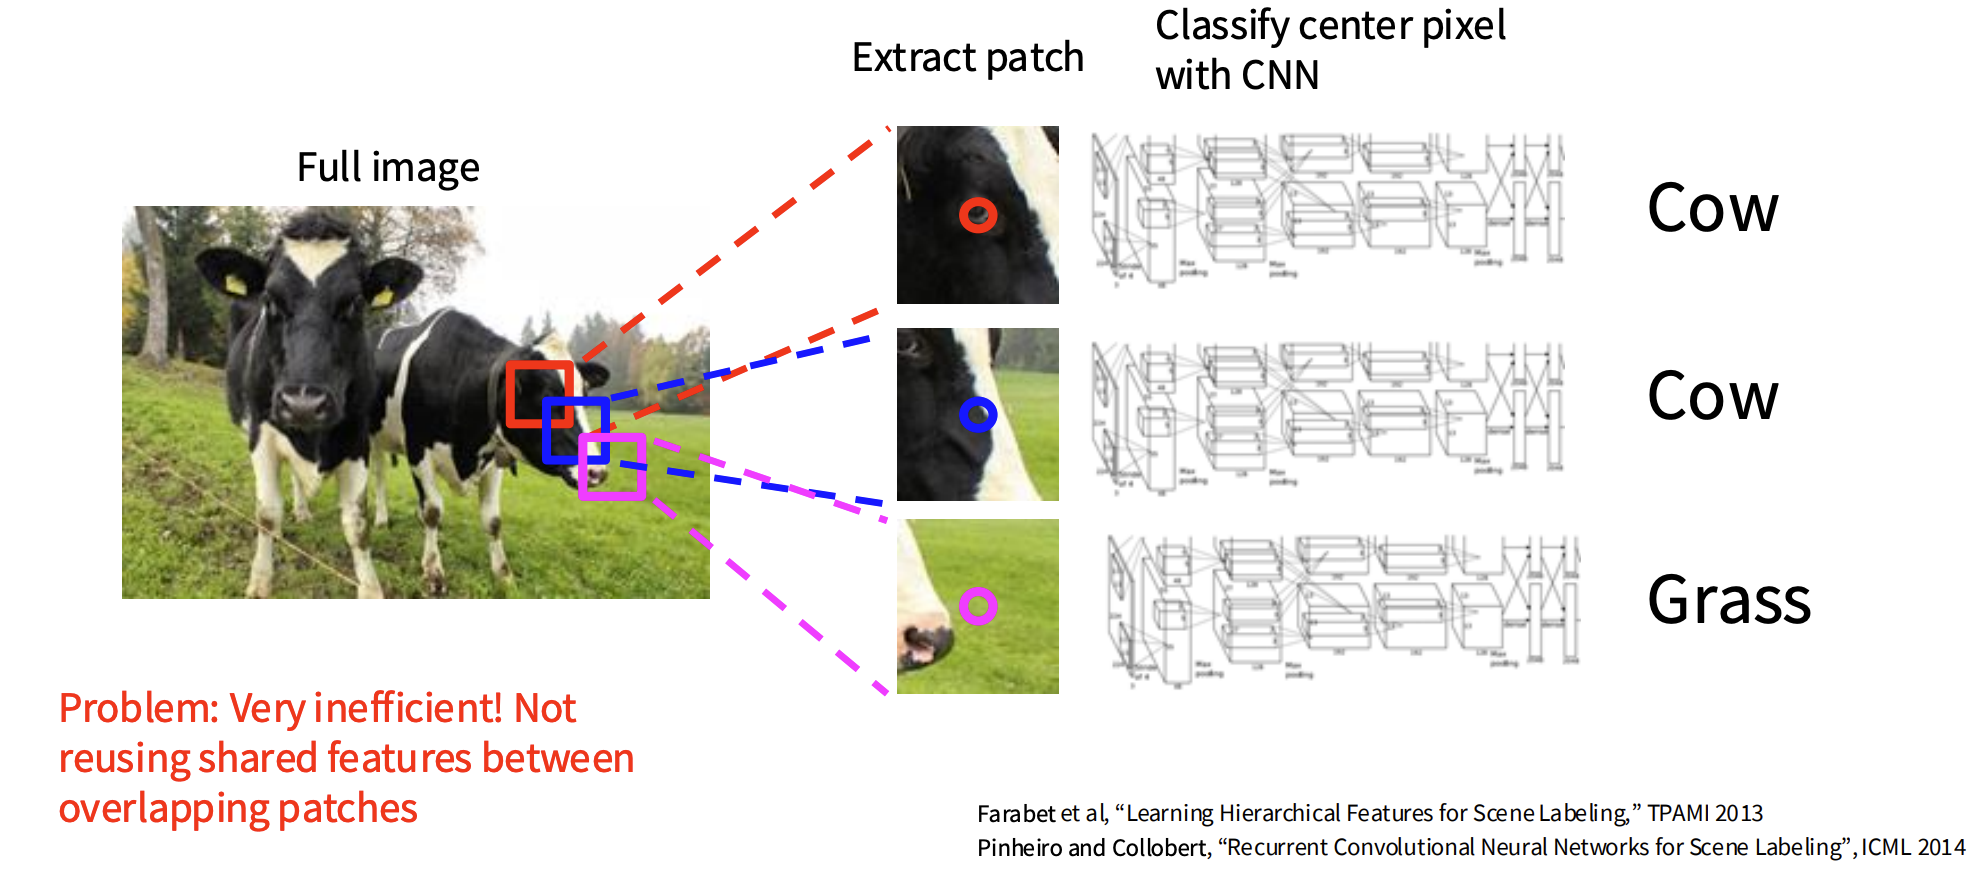 Classify center pixel
with CNN
Extract patch
Full image
Cow
Cow
Grass
Problem: Very inefficient! Not
reusing shared features between
overlapping patches
Farabet et al, “Learning Hierarchical Features for Scene Labeling,” TPAMI 2013
Pinheiro and Collobert, “Recurrent Convolutional Neural Networks for Scene Labeling”, ICML 2014